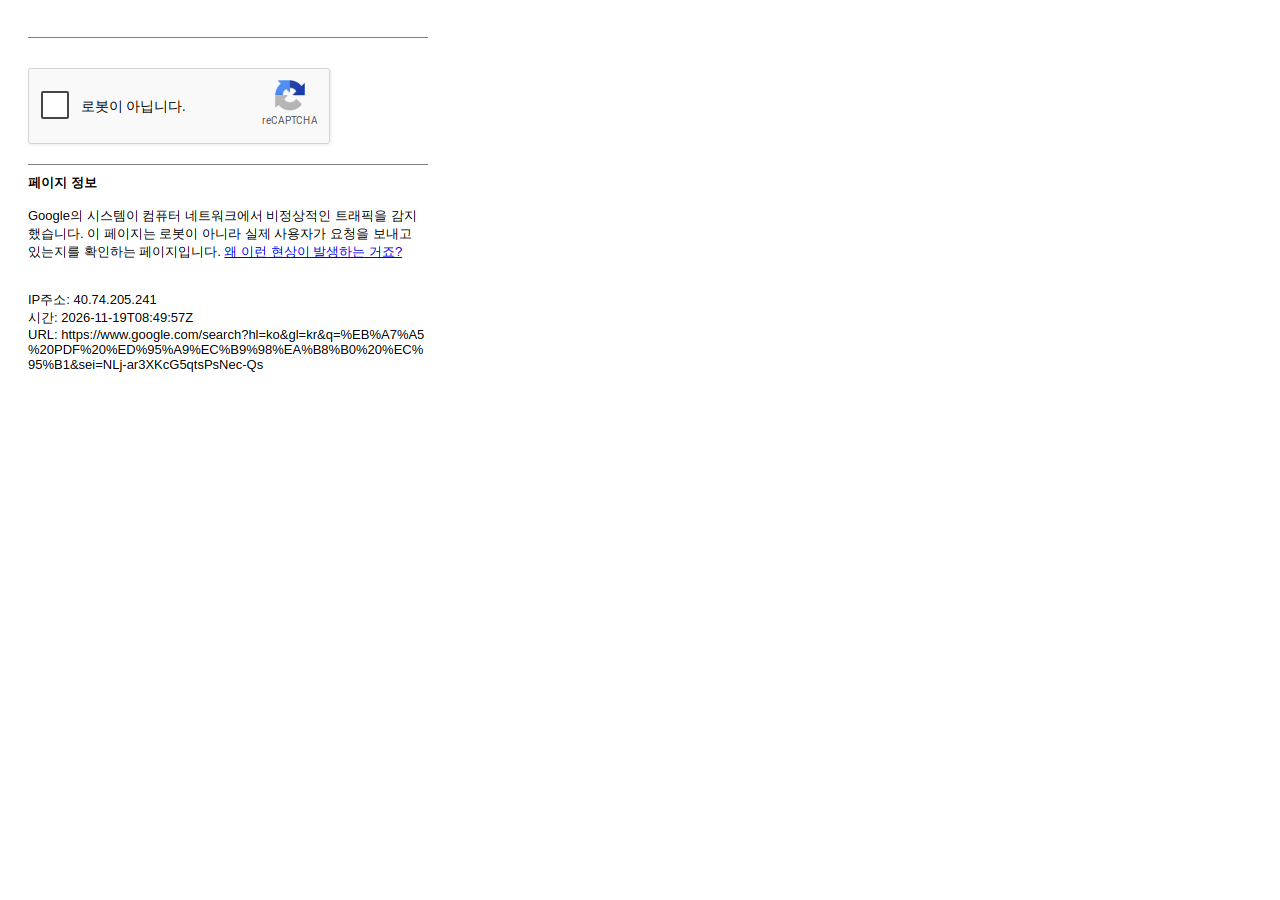 로봇이 아닙니다.
reCAPTCHA
페이지 정보
Google의 시스템이 컴퓨터 네트워크에서 비정상적인 트래픽을 감지
했습니다. 이 페이지는 로봇이 아니라 실제 사용자가 요청을 보내고
있는지를 확인하는 페이지입니다. 왜 이런 현상이 발생하는 거죠?
IP주소: 40.74.205.241
시간: 2026-11-19T08:49:57Z
URL: https://www.google.com/search?hl=ko&gl=kr&q=%EB%A7%A5
%20PDF%20%ED%95%A9%EC%B9%98%EA%B8%B0%20%EC%
95%B1&sei=NLj-ar3XKcG5qtsPsNec-Qs